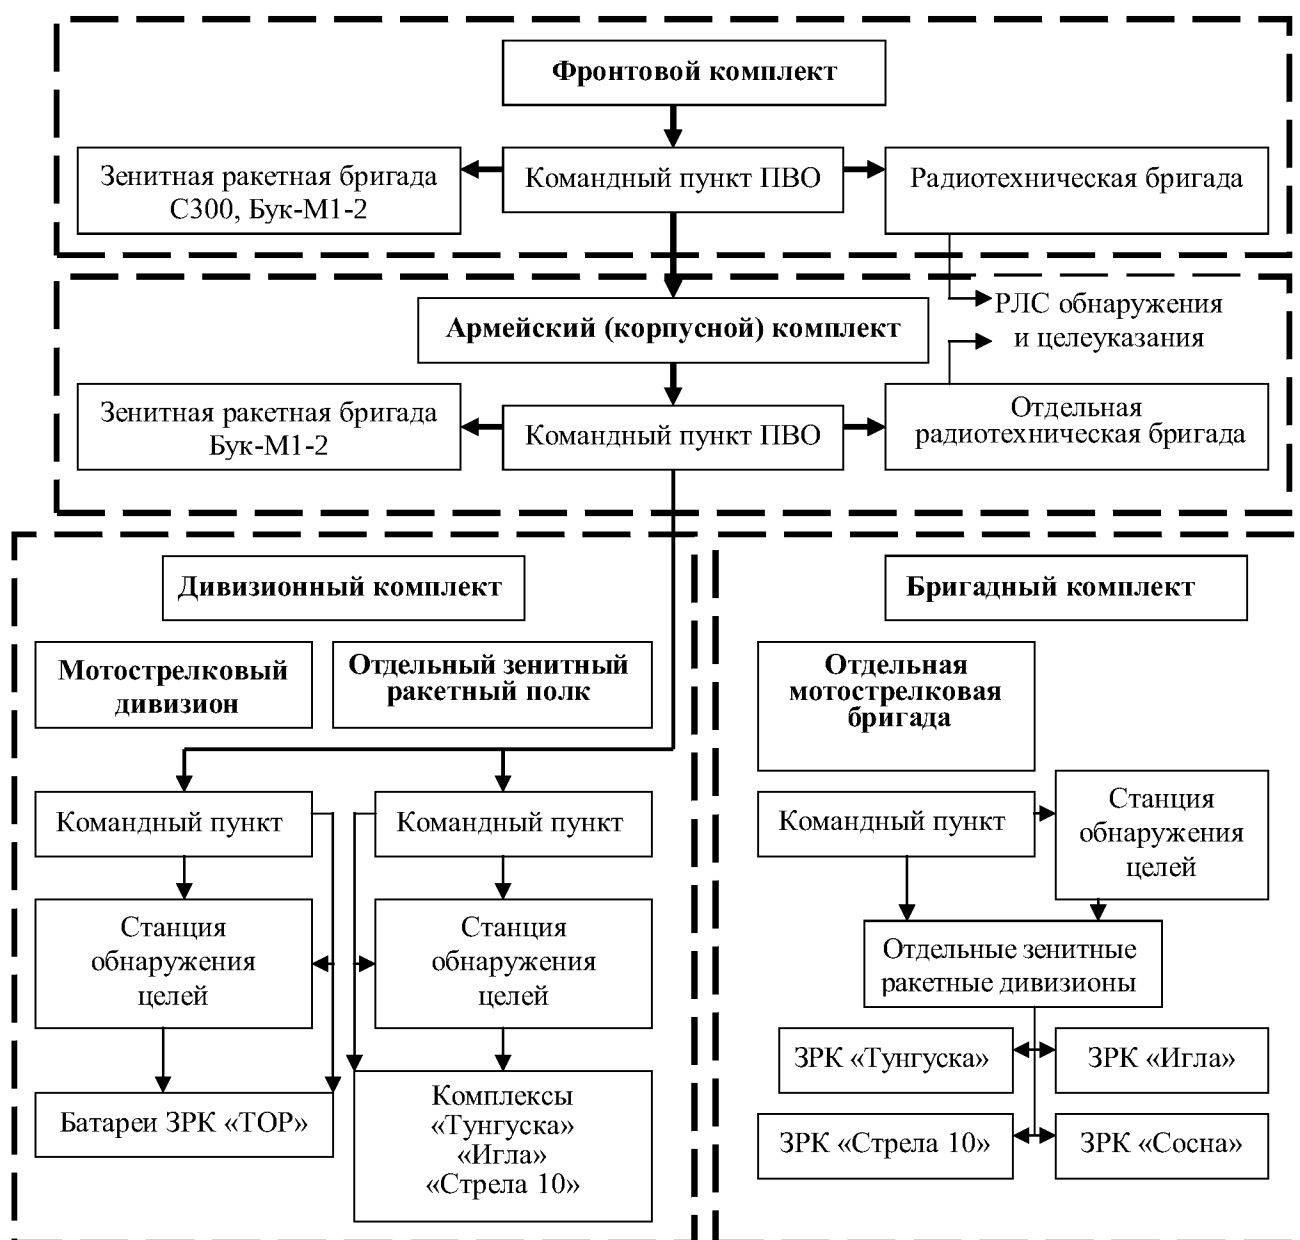 Фронтовой комплект
Зенитная ракетная бригада
С300, Бук-М1-2
Командный пункт ПВО
Радиотехническая бригада
РЛС обнаружения
и целеуказания
Армейский (корпусной) комплект
Зенитная ракетная бригада
Бук-М1-2
Командный пункт ПВО
Отдельная
радиотехническая бригада
Дивизионный комплект
Мотострелковый
дивизион
Отдельный зенитный
ракетный полк
Командный пункт
Командный пункт
Станция
обнаружения
целей
Станция
обнаружения
целей
Батареи ЗРК «ТОР»
Комплексы
«Тунгуска»
«Игла»
«Стрела 10»
Бригадный комплект
Отдельная
мотострелковая
бригада
Командный пункт
Станция
обнаружения
целей
Отдельные зенитные
ракетные дивизионы
ЗРК «Тунгуска»
ЗРК «Игла»
ЗРК «Стрела 10»
ЗРК «Сосна»